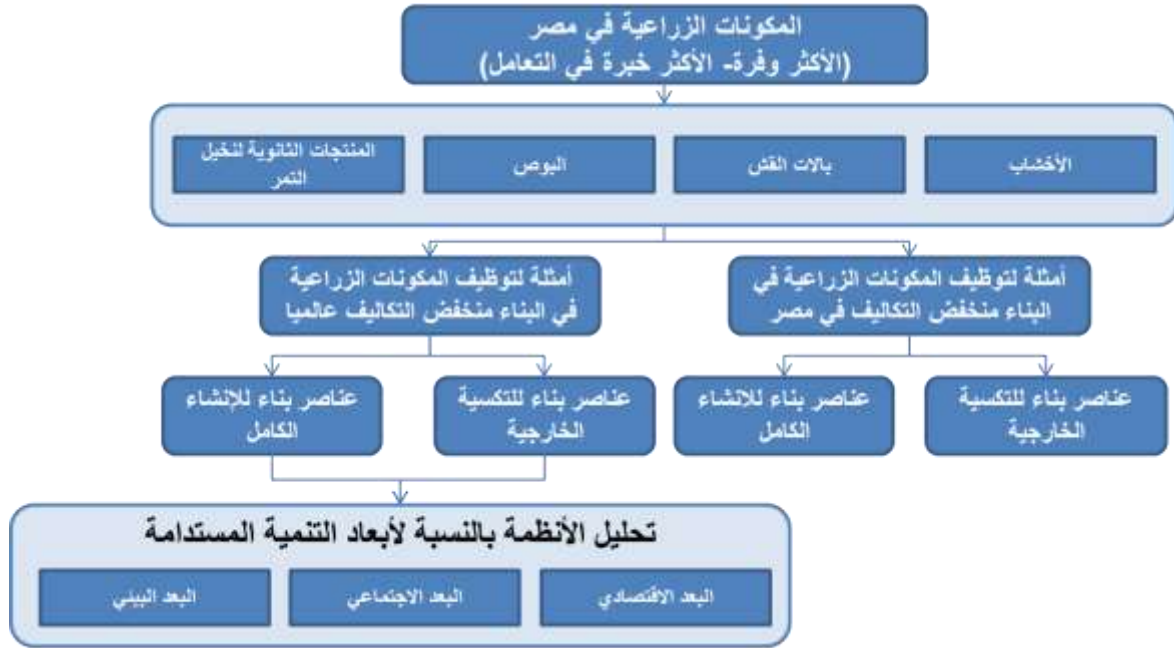 المكونات الزراعية في مصر
(الأكثر وفرة- الأكثر خبرة في التعامل)
الأخشاب
بالات القش
البوص
المنتجات الثانوية لنخيل
التمر
أمثلة لتوظيف المكونات الزراعية في
البناء منخفض التكاليف في مصر
أمثلة لتوظيف المكونات الزراعية
في البناء منخفض التكاليف عالميا
عناصر بناء للتكسية
الخارجية
عناصر بناء للانشاء
الكامل
عناصر بناء للتكسية
الخارجية
عناصر بناء للإنشاء
الكامل
تحليل الأنظمة بالنسبة لأبعاد التنمية المستدامة
البعد الاقتصادي
البعد الاجتماعي
البعد البيئي